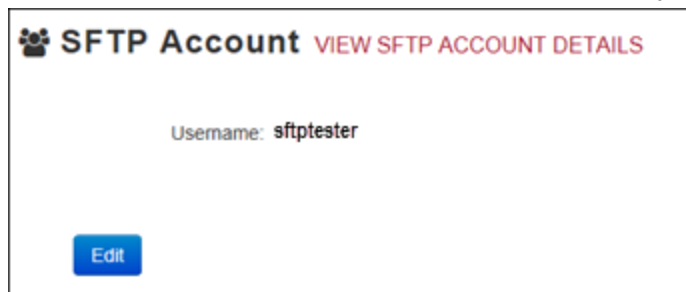 SFTP Account VIEW SFTP ACCOUNT DETAILS
Username: sftptester
Edit